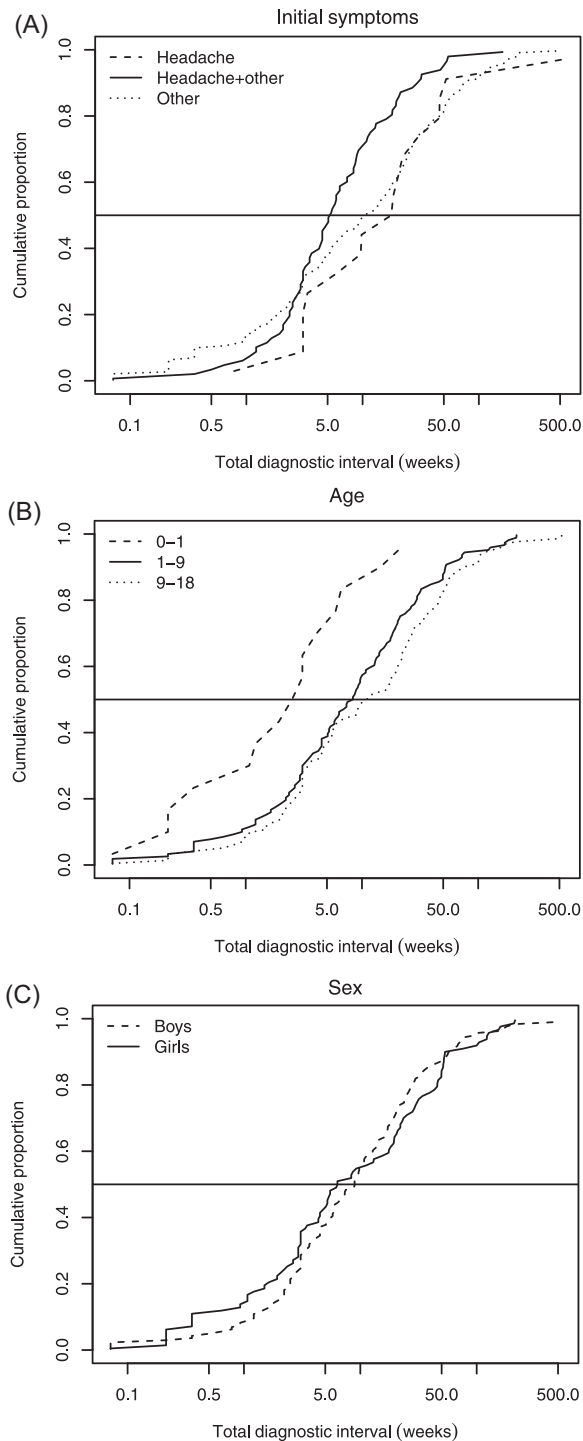 (A)
Initial symptoms
Headache
Headache+other
Other
Cumulative proportion
0.0 0.2 0.4 0.6 0.8 1.0
0.1 0.5 5.0 50.0 500.0
Total diagnostic interval (weeks)
(B)
Age
0–1
1–9
9–18
Cumulative proportion
0.0 0.2 0.4 0.6 0.8 1.0
0.1 0.5 5.0 50.0 500.0
Total diagnostic interval (weeks)
(C)
Sex
Boys
Girls
Cumulative proportion
0.0 0.2 0.4 0.6 0.8 1.0
0.1 0.5 5.0 50.0 500.0
Total diagnostic interval (weeks)